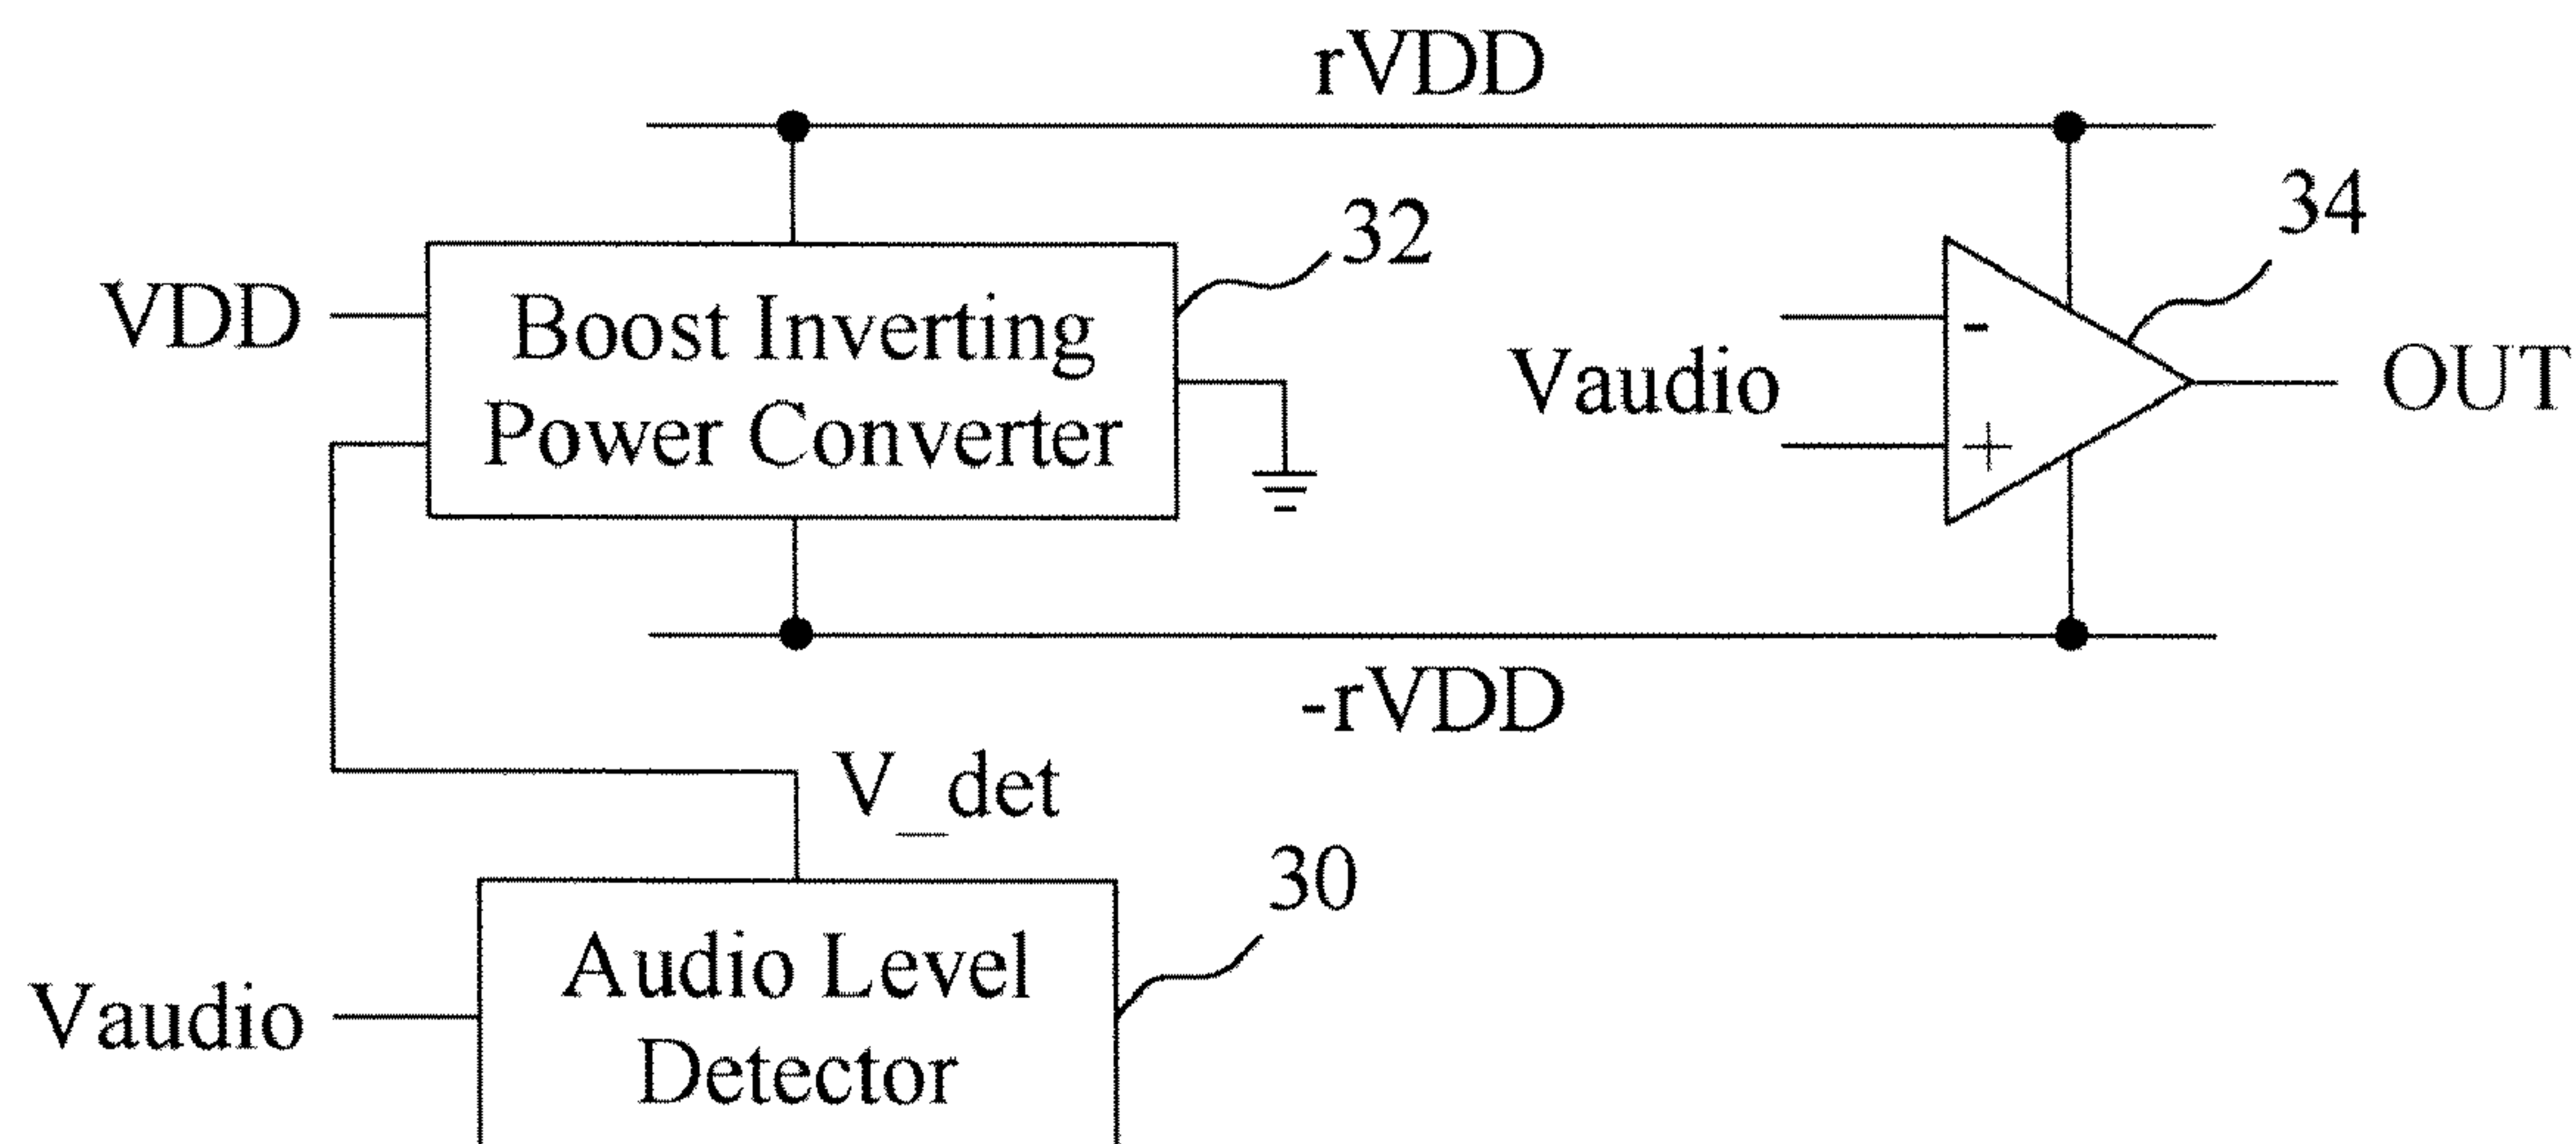 rVDD
34
32
VDD
Boost Inverting
Power Converter
-
Vaudio
+
OUT
-rVDD
V_det
30
Vaudio
Audio Level
Detector